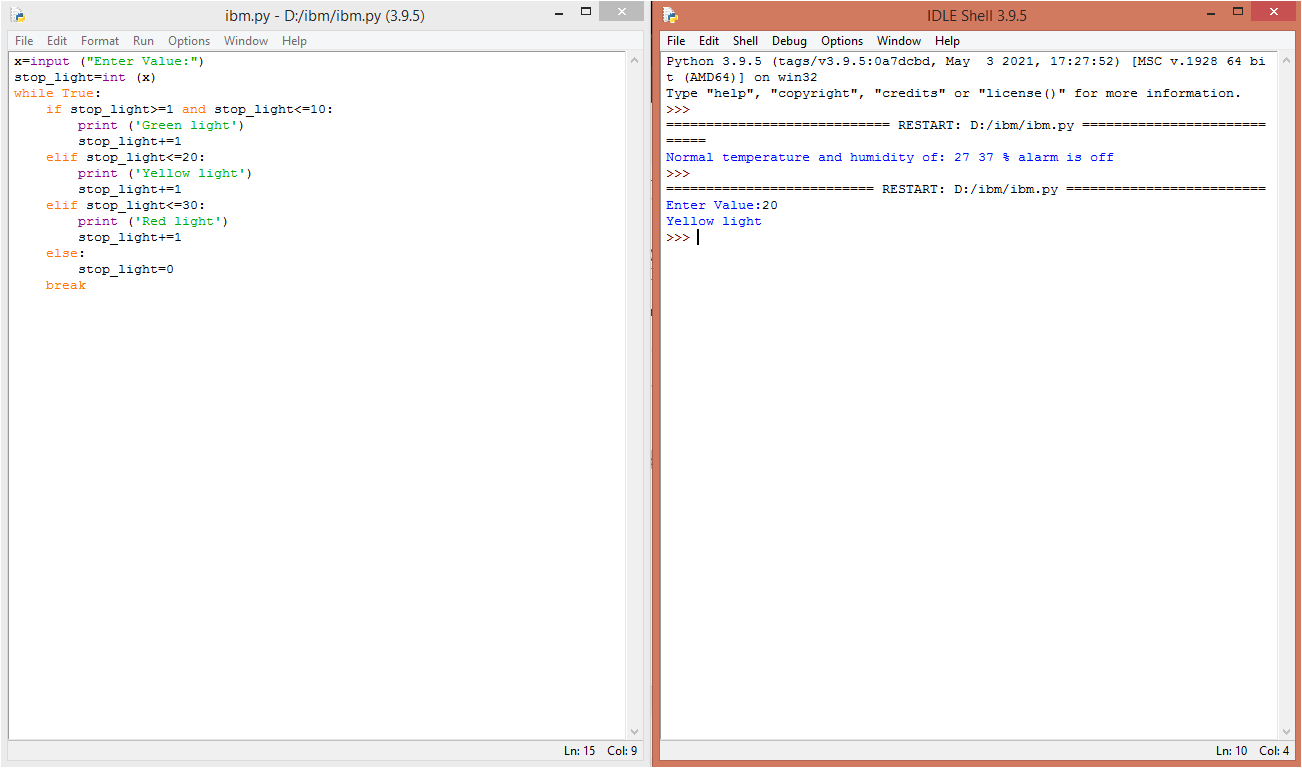 ibm.py - D:/ibm/ibm.py (3.9.5)
File Edit Format Run Options Window Help
x=input ("Enter Value:")
stop_light=int (x)
while True:
    if stop_light>=1 and stop_light<=10:
        print ('Green light')
        stop_light+=1
    elif stop_light<=20:
        print ('Yellow light')
        stop_light+=1
    elif stop_light<=30:
        print ('Red light')
        stop_light+=1
    else:
        stop_light=0
    break
Ln: 15 Col: 9
IDLE Shell 3.9.5
File Edit Shell Debug Options Window Help
Python 3.9.5 (tags/v3.9.5:0a7dcbd, May  3 2021, 17:27:52) [MSC v.1928 64 bi
t (AMD64)] on win32
Type "help", "copyright", "credits" or "license()" for more information.
>>>
============================ RESTART: D:/ibm/ibm.py =======================
=====
Normal temperature and humidity of: 27 37 % alarm is off
>>>
========================== RESTART: D:/ibm/ibm.py =========================
Enter Value:20
Yellow light
>>>
Ln: 10 Col: 4